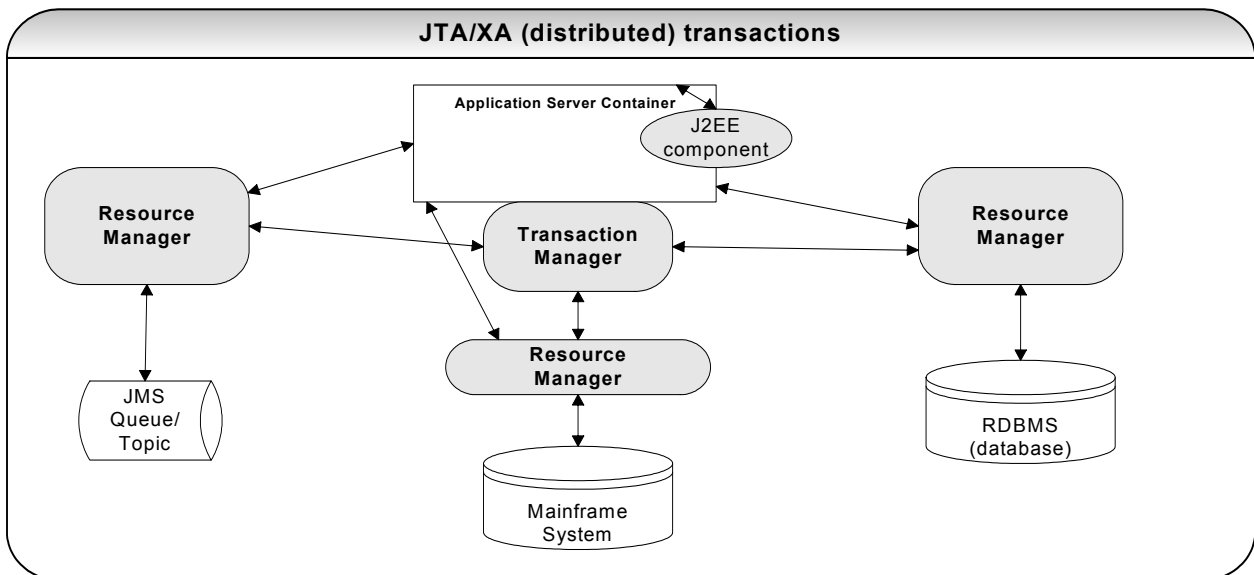 JTA/XA (distributed) transactions
Application Server Container
J2EE
component
Resource
Manager
Transaction
Manager
Resource
Manager
Resource
Manager
JMS
Queue/
Topic
RDBMS
(database)
Mainframe
System